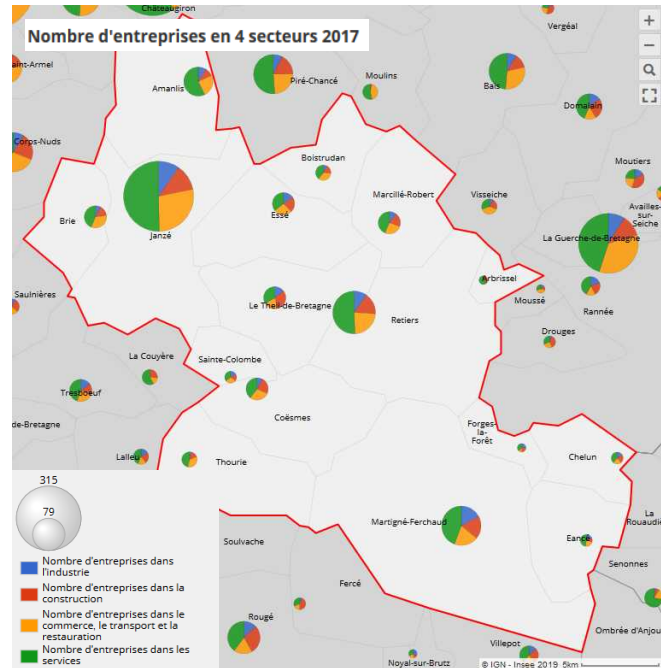 Châteaugiron
Nombre d'entreprises en 4 secteurs 2017
Vergéal
+
−
aint-Armel
Amanlis
Piré-Chancé
Moulins
Bais
Domalain
Corps-Nuds
Boistrudan
Moutiers
Brie
Janzé
Essé
Marcillé-Robert
Visseiche
Availles-
sur-
Seiche
La Guerche-de-Bretagne
Saulnières
Le Theil-de-Bretagne
Retiers
Arbrissel
Moussé
Rannée
Drouges
La Couyère
Sainte-Colombe
Tresboeuf
Coësmes
de-Bretagne
Forges-
la-
Forêt
Lalleu
Thourie
Chelun
315
79
Martigné-Ferchaud
La
Rouaudiè
Soulvache
Eancé
Senonnes
Nombre d'entreprises dans
l'industrie
Nombre d'entreprises dans la
construction
Nombre d'entreprises dans le
commerce, le transport et la
restauration
Nombre d'entreprises dans les
services
Fercé
Rougé
Ombrée d'Anjou
Villepot
Noyal-sur-Brutz
© IGN - Insee 2019 5km